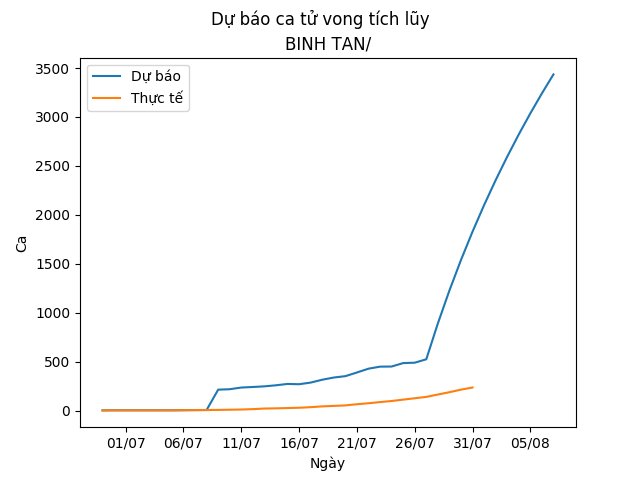 Dự báo ca tử vong tích lũy
BINH TAN/
Dự báo
Thực tế
3500
3000
2500
2000
1500
1000
500
0
Ca
01/07 06/07 11/07 16/07 21/07 26/07 31/07 05/08
Ngày